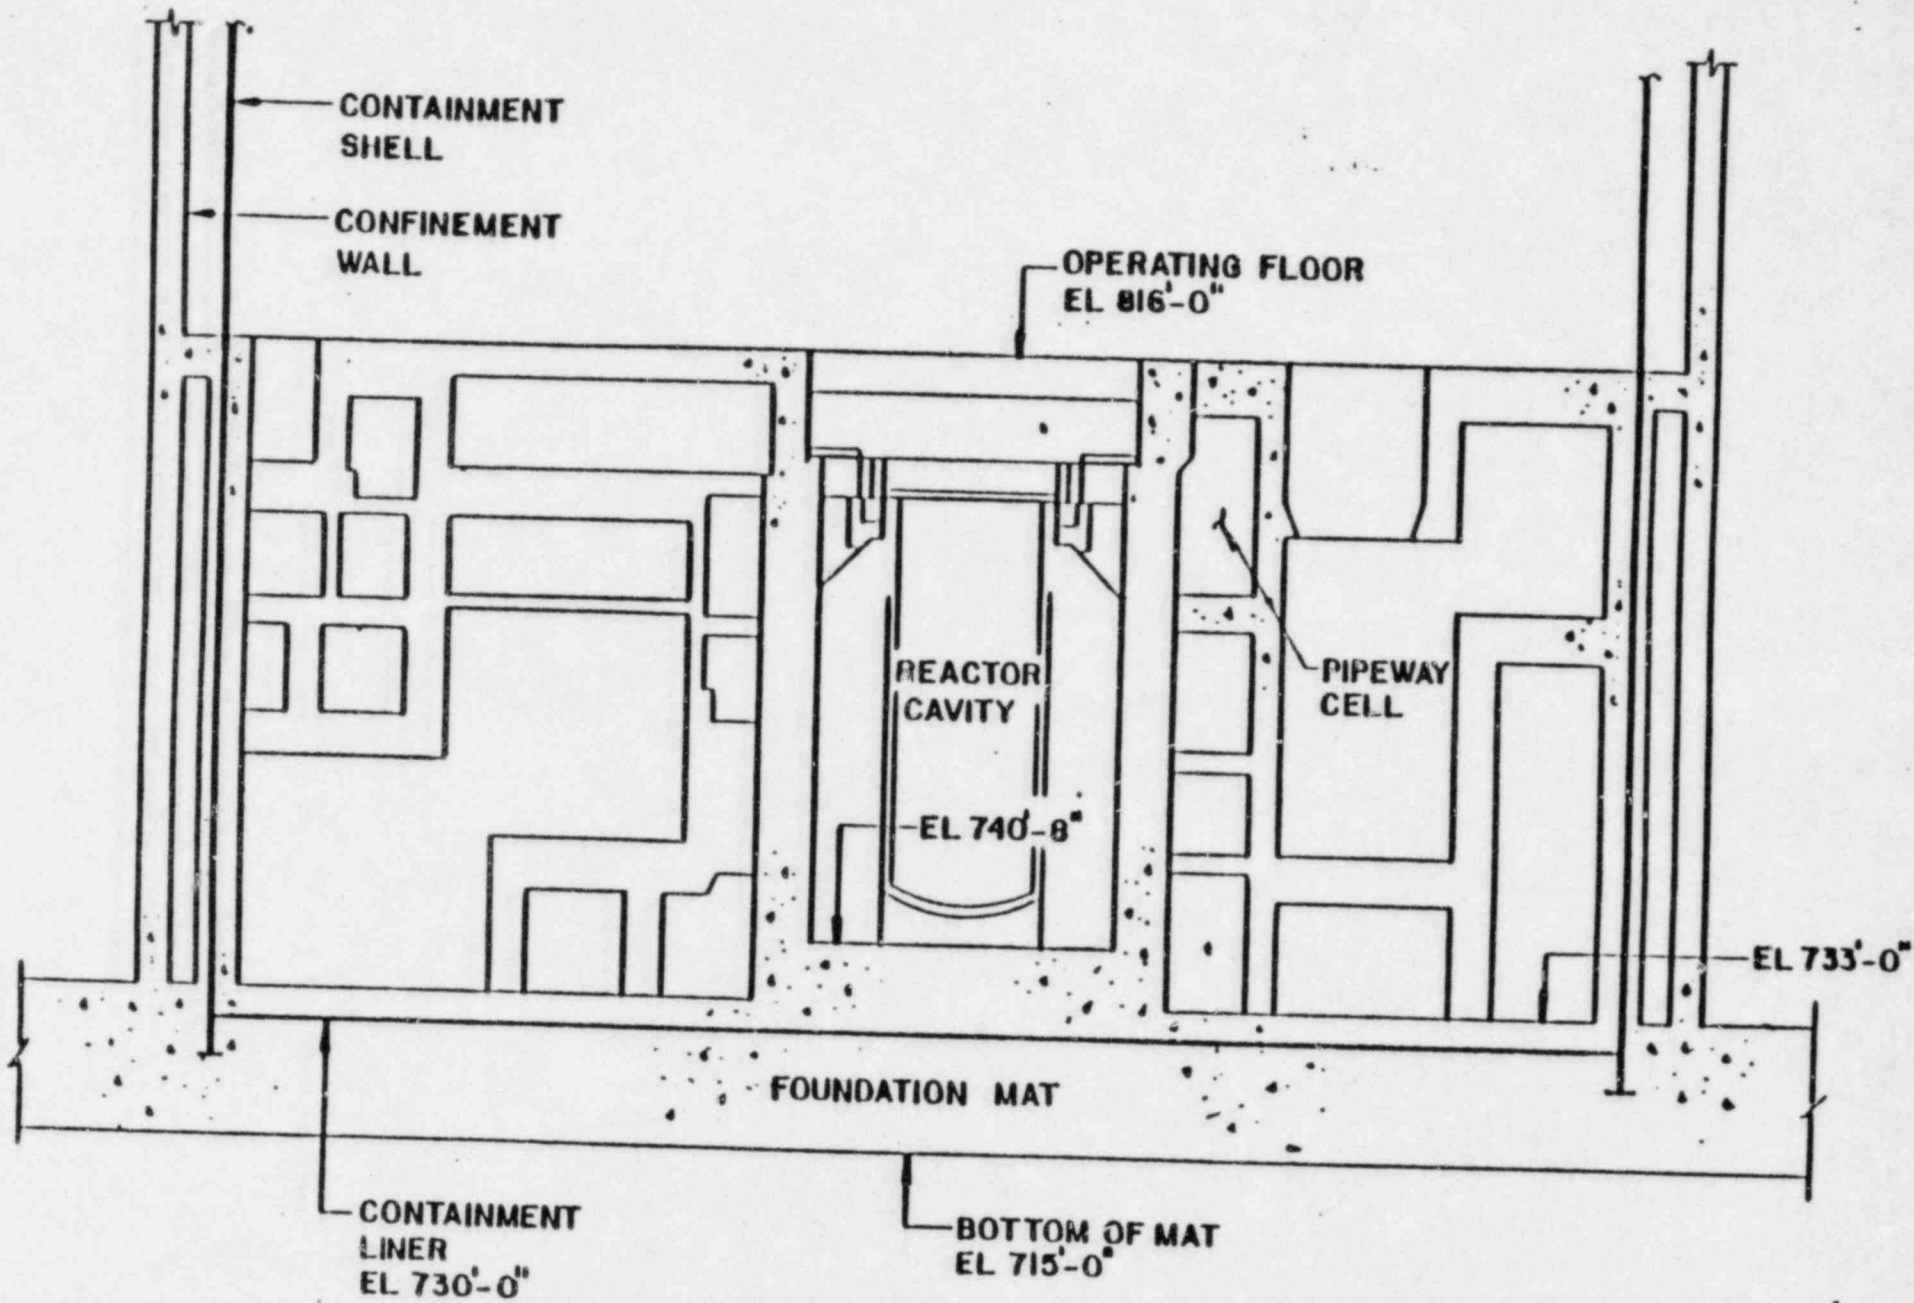 CONTAINMENT
SHELL
CONFINEMENT
WALL
OPERATING FLOOR
EL 816'-0"
REACTOR
CAVITY
PIPEWAY
CELL
EL 740'-8"
EL 733'-0"
FOUNDATION MAT
CONTAINMENT
LINER
EL 730'-0"
BOTTOM OF MAT
EL 715'-0"